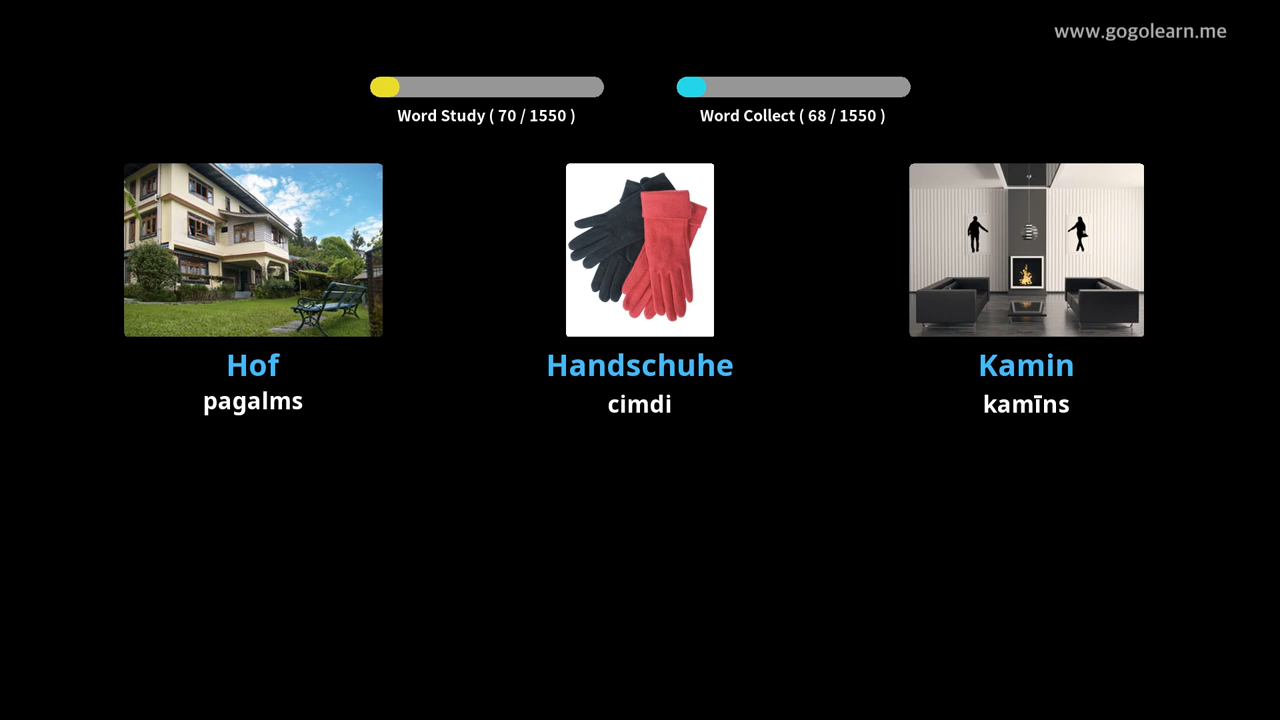 www.gogolearn.me
Word Study ( 70 / 1550 )
Word Collect ( 68 / 1550 )
Hof
pagalms
Handschuhe
cimdi
Kamin
kamīns